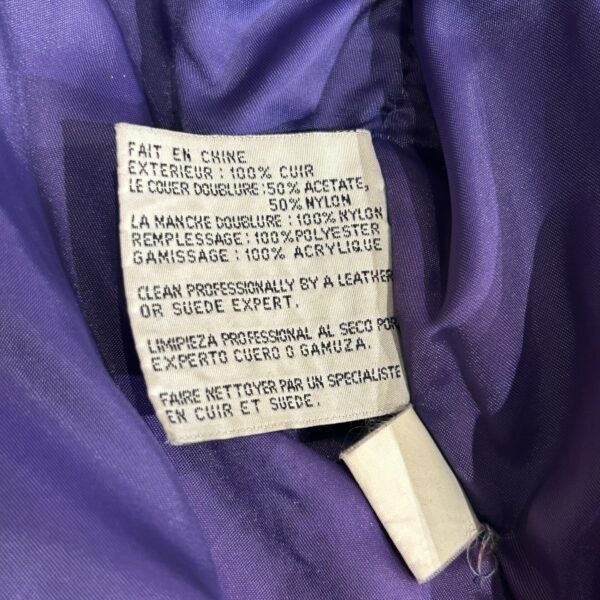 FAIT EN CHINE
EXTERIEUR : 100% CUIR
LE COUER DOUBLURE : 50% ACETATE,
50% NYLON
LA MANCHE DOUBLURE : 100% NYLON
REMPLESSAGE : 100% POLYESTER
GAMISSAGE : 100% ACRYLIQUE
CLEAN PROFESSIONALLY BY A LEATHER
OR SUEDE EXPERT.
LIMIPIEZA PROFESSIONAL AL SECO POR
EXPERTO CUERO O GAMUZA.
FAIRE NETTOYER PAR UN SPECIALISTE
EN CUIR ET SUEDE.